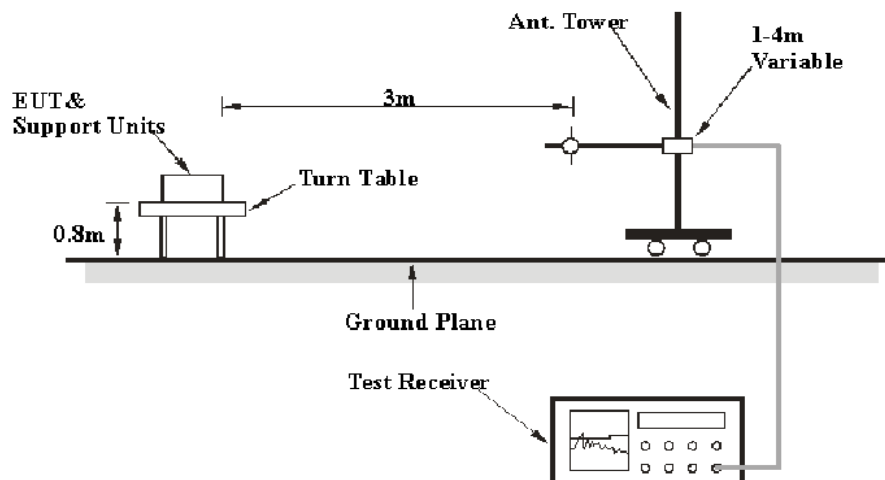 Ant. Tower
1-4m
Variable
3m
EUT&
Support Units
Turn Table
0.8m
Ground Plane
Test Receiver